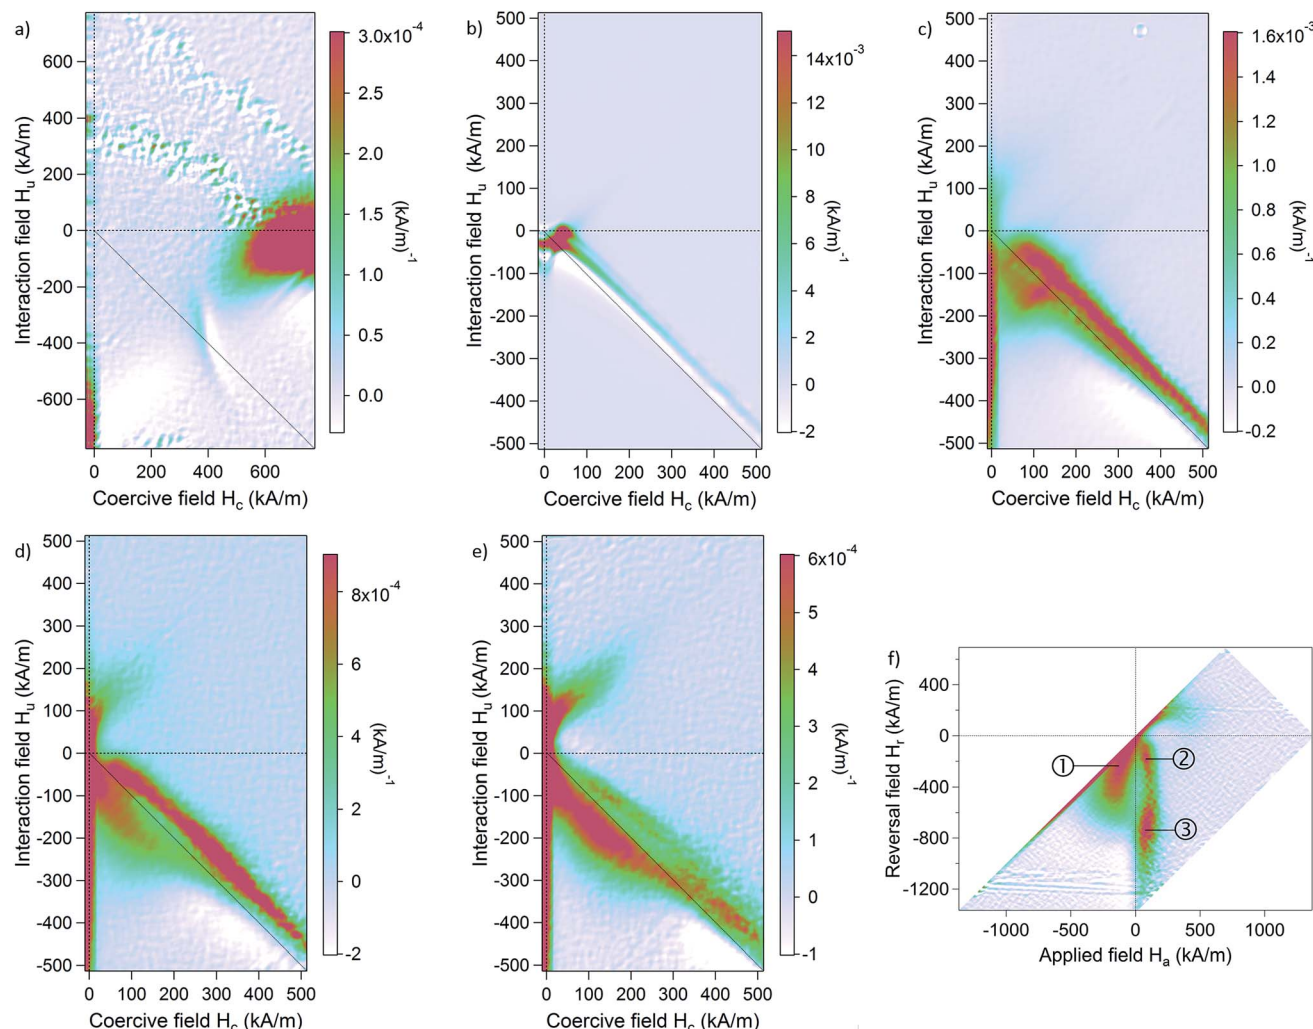 a)
3.0x10-4
2.5
2.0
1.5
1.0
0.5
0.0
(kA/m)-1
600
400
200
0
-200
-400
-600
Interaction field Hu (kA/m)
0 200 400 600
Coercive field Hc (kA/m)
b)
14x10-3
12
10
8
6
4
2
0
-2
(kA/m)-1
500
400
300
200
100
0
-100
-200
-300
-400
-500
Interaction field Hu (kA/m)
0 100 200 300 400 500
Coercive field Hc (kA/m)
c)
1.6x10-3
1.4
1.2
1.0
0.8
0.6
0.4
0.2
0.0
-0.2
(kA/m)-1
500
400
300
200
100
0
-100
-200
-300
-400
-500
Interaction field Hu (kA/m)
0 100 200 300 400 500
Coercive field Hc (kA/m)
d)
8x10-4
6
4
2
0
-2
(kA/m)-1
500
400
300
200
100
0
-100
-200
-300
-400
-500
Interaction field Hu (kA/m)
0 100 200 300 400 500
Coercive field Hc (kA/m)
e)
6x10-4
5
4
3
2
1
0
-1
(kA/m)-1
500
400
300
200
100
0
-100
-200
-300
-400
-500
Interaction field Hu (kA/m)
0 100 200 300 400 500
Coercive field Hc (kA/m)
f)
400
0
-400
-800
-1200
Reversal field Hr (kA/m)
①
②
③
-1000 -500 0 500 1000
Applied field Ha (kA/m)